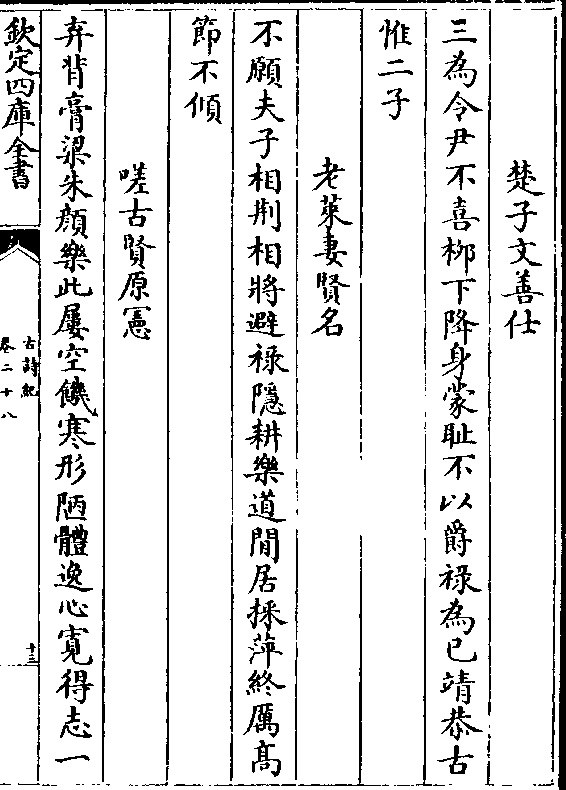 楚子文善仕
三為令尹不喜栁下降身蒙耻不以爵禄為已靖恭古
惟二子
老萊妻賢名
不願夫子相荆相將避禄隱耕樂道閒居採萍終厲髙
節不傾
嗟古賢原憲
弃背膏粱朱顔樂此屢空饑寒形陋體逸心寛得志一
欽定四庫全書
古詩紀
卷二十八
十三